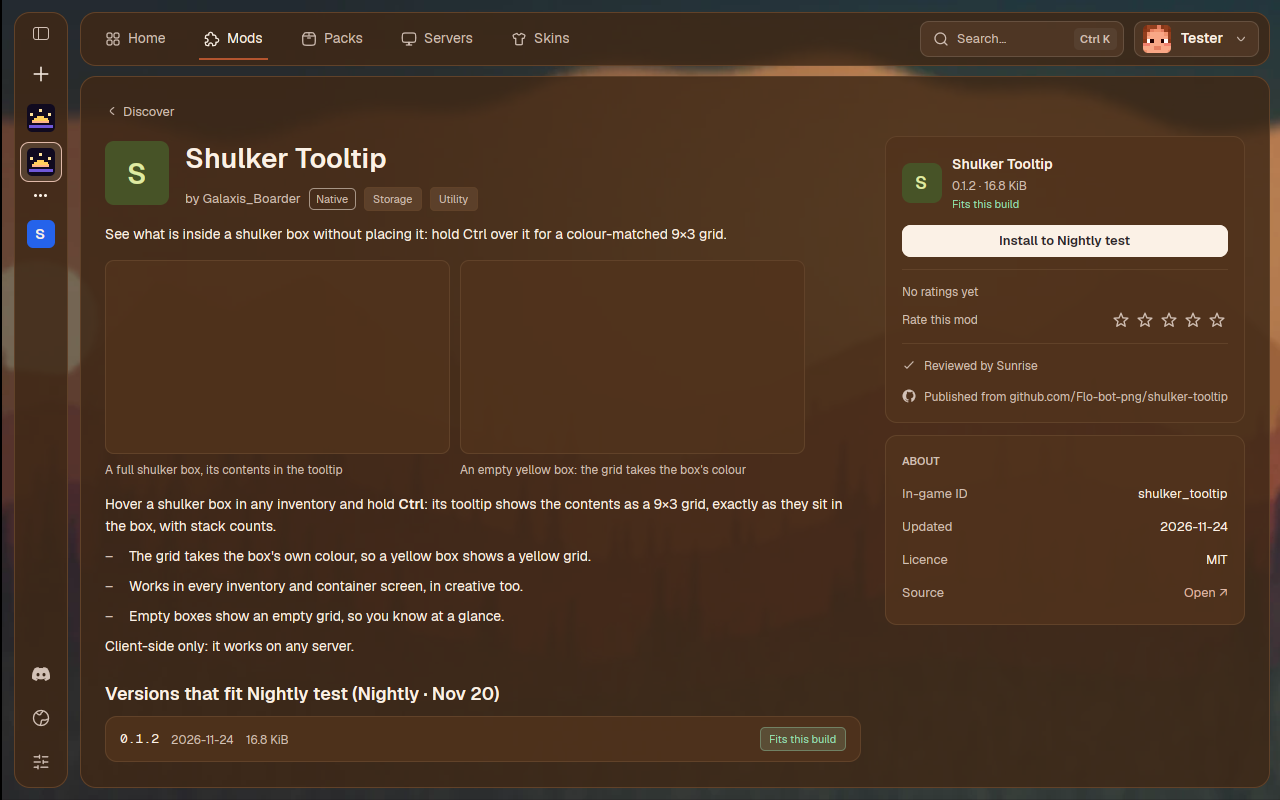 Home
Mods
Packs
Servers
Skins
Search...
Ctrl K
Tester
S
Discover
S
Shulker Tooltip
by Galaxis_Boarder
Native
Storage
Utility
See what is inside a shulker box without placing it: hold Ctrl over it for a colour-matched 9×3 grid.
A full shulker box, its contents in the tooltip
An empty yellow box: the grid takes the box's colour
Hover a shulker box in any inventory and hold Ctrl: its tooltip shows the contents as a 9×3 grid, exactly as they sit in
the box, with stack counts.
– The grid takes the box's own colour, so a yellow box shows a yellow grid.
– Works in every inventory and container screen, in creative too.
– Empty boxes show an empty grid, so you know at a glance.
Client-side only: it works on any server.
Versions that fit Nightly test (Nightly · Nov 20)
0.1.2 2026-11-24 16.8 KiB
Fits this build
S
Shulker Tooltip
0.1.2 · 16.8 KiB
Fits this build
Install to Nightly test
No ratings yet
Rate this mod
Reviewed by Sunrise
Published from github.com/Flo-bot-png/shulker-tooltip
ABOUT
In-game ID shulker_tooltip
Updated 2026-11-24
Licence MIT
Source Open